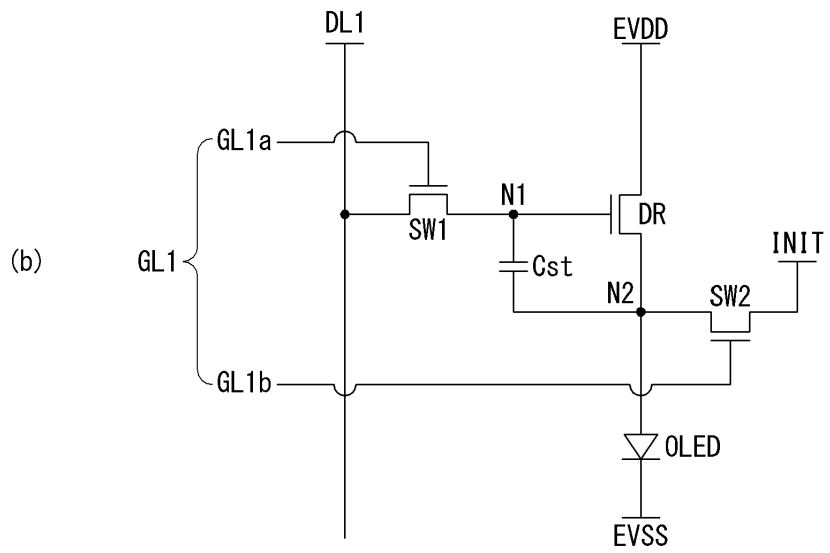 DL1
EVDD
GL1a
N1
DR
SW1
(b)
GL1
Cst
INIT
N2
SW2
GL1b
OLED
EVSS